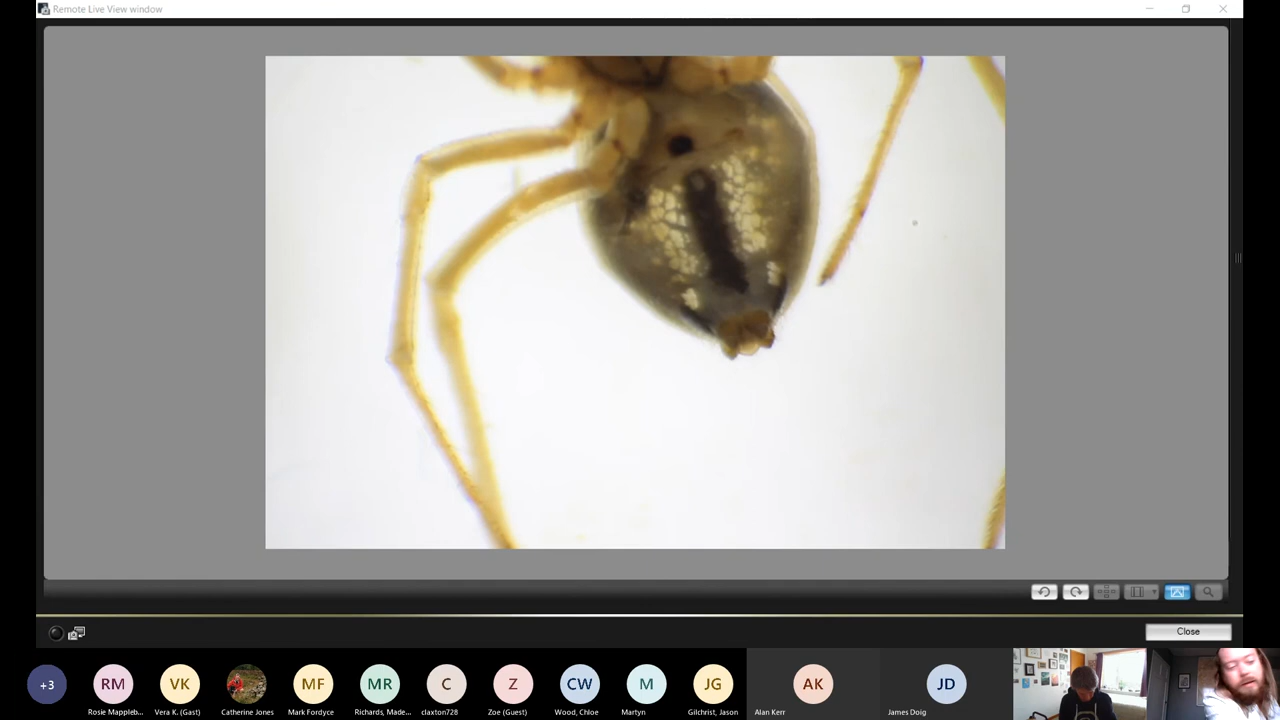 Remote Live View window
Close
+3
RM
VK
MF
MR
C
Z
CW
M
JG
AK
JD
Rosie Mappleb...
Vera K. (Gast)
Catherine Jones
Mark Fordyce
Richards, Made...
claxton728
Zoe (Guest)
Wood, Chloe
Martyn
Gilchrist, Jason
Alan Kerr
James Doig